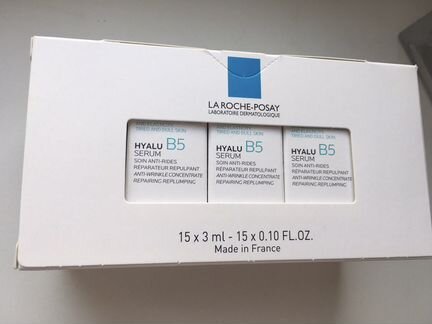 LA ROCHE-POSAY
LABORATOIRE DERMATOLOGIQUE
TIRED AND DULL SKIN
HYALU B5
SERUM
SOIN ANTI-RIDES
RÉPARATEUR REPULPANT
ANTI-WRINKLE CONCENTRATE
REPAIRING REPLUMPING
TIRED AND DULL SKIN
HYALU B5
SERUM
SOIN ANTI-RIDES
RÉPARATEUR REPULPANT
ANTI-WRINKLE CONCENTRATE
REPAIRING REPLUMPING
TIRED AND DULL SKIN
HYALU B5
SERUM
SOIN ANTI-RIDES
RÉPARATEUR REPULPANT
ANTI-WRINKLE CONCENTRATE
REPAIRING REPLUMPING
15 x 3 ml - 15 x 0.10 FL.OZ.
Made in France